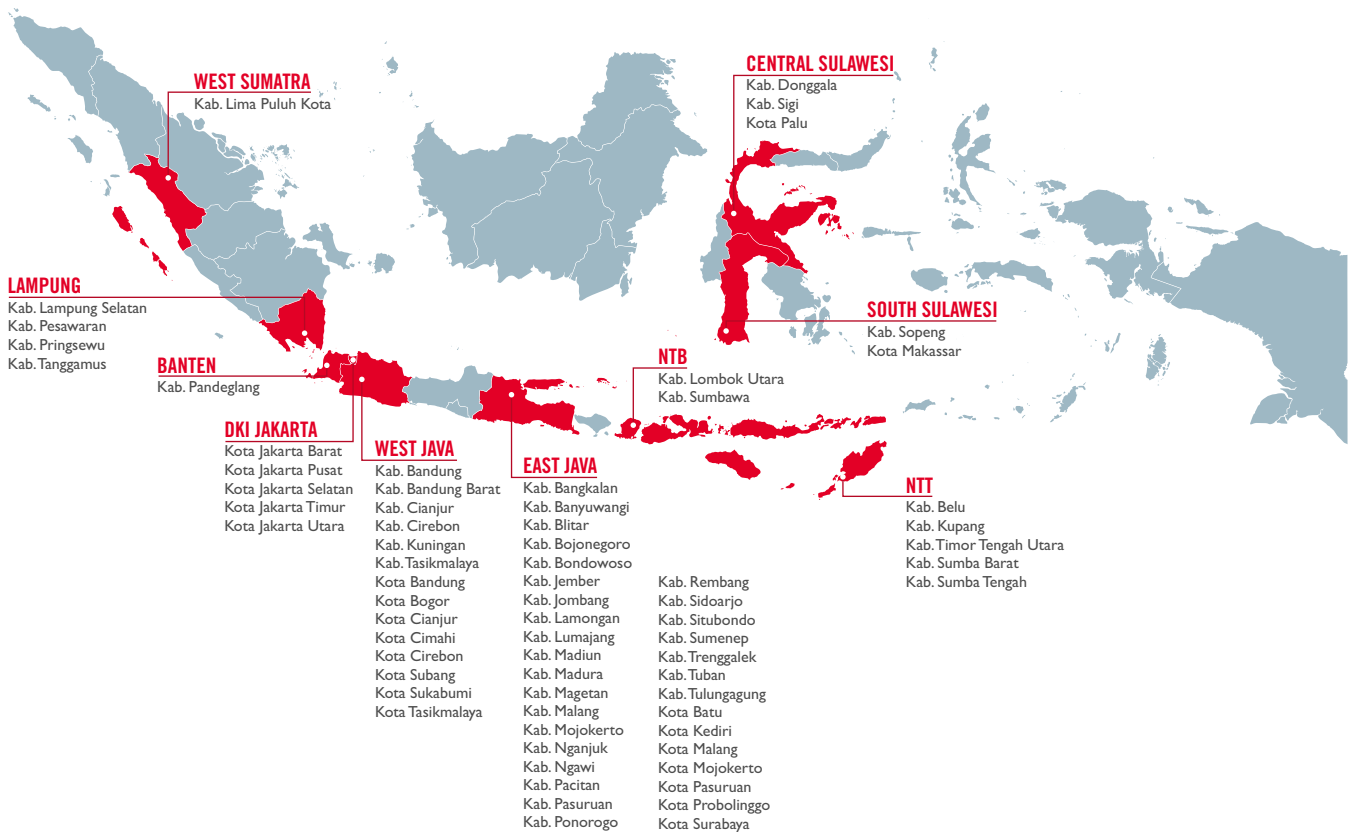 WEST SUMATRA
Kab. Lima Puluh Kota
CENTRAL SULAWESI
Kab. Donggala
Kab. Sigi
Kota Palu
LAMPUNG
Kab. Lampung Selatan
Kab. Pesawaran
Kab. Pringsewu
Kab. Tanggamus
BANTEN
Kab. Pandeglang
SOUTH SULAWESI
Kab. Sopeng
Kota Makassar
NTB
Kab. Lombok Utara
Kab. Sumbawa
DKI JAKARTA
Kota Jakarta Barat
Kota Jakarta Pusat
Kota Jakarta Selatan
Kota Jakarta Timur
Kota Jakarta Utara
WEST JAVA
Kab. Bandung
Kab. Bandung Barat
Kab. Cianjur
Kab. Cirebon
Kab. Kuningan
Kab. Tasikmalaya
Kota Bandung
Kota Bogor
Kota Cianjur
Kota Cimahi
Kota Cirebon
Kota Subang
Kota Sukabumi
Kota Tasikmalaya
EAST JAVA
Kab. Bangkalan
Kab. Banyuwangi
Kab. Blitar
Kab. Bojonegoro
Kab. Bondowoso
Kab. Jember
Kab. Jombang
Kab. Lamongan
Kab. Lumajang
Kab. Madiun
Kab. Madura
Kab. Magetan
Kab. Malang
Kab. Mojokerto
Kab. Nganjuk
Kab. Ngawi
Kab. Pacitan
Kab. Pasuruan
Kab. Ponorogo
Kab. Rembang
Kab. Sidoarjo
Kab. Situbondo
Kab. Sumenep
Kab. Trenggalek
Kab. Tuban
Kab. Tulungagung
Kota Batu
Kota Kediri
Kota Malang
Kota Mojokerto
Kota Pasuruan
Kota Probolinggo
Kota Surabaya
NTT
Kab. Belu
Kab. Kupang
Kab. Timor Tengah Utara
Kab. Sumba Barat
Kab. Sumba Tengah